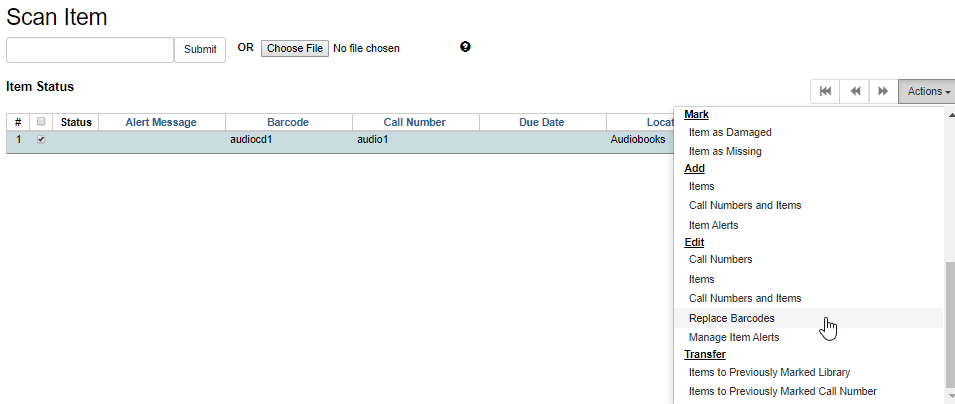 Scan Item
Submit OR Choose File No file chosen
Item Status
Actions
# Status Alert Message Barcode Call Number Due Date Locat
1 audiocd1 audio1 Audiobooks
Mark
Item as Damaged
Item as Missing
Add
Items
Call Numbers and Items
Item Alerts
Edit
Call Numbers
Items
Call Numbers and Items
Replace Barcodes
Manage Item Alerts
Transfer
Items to Previously Marked Library
Items to Previously Marked Call Number